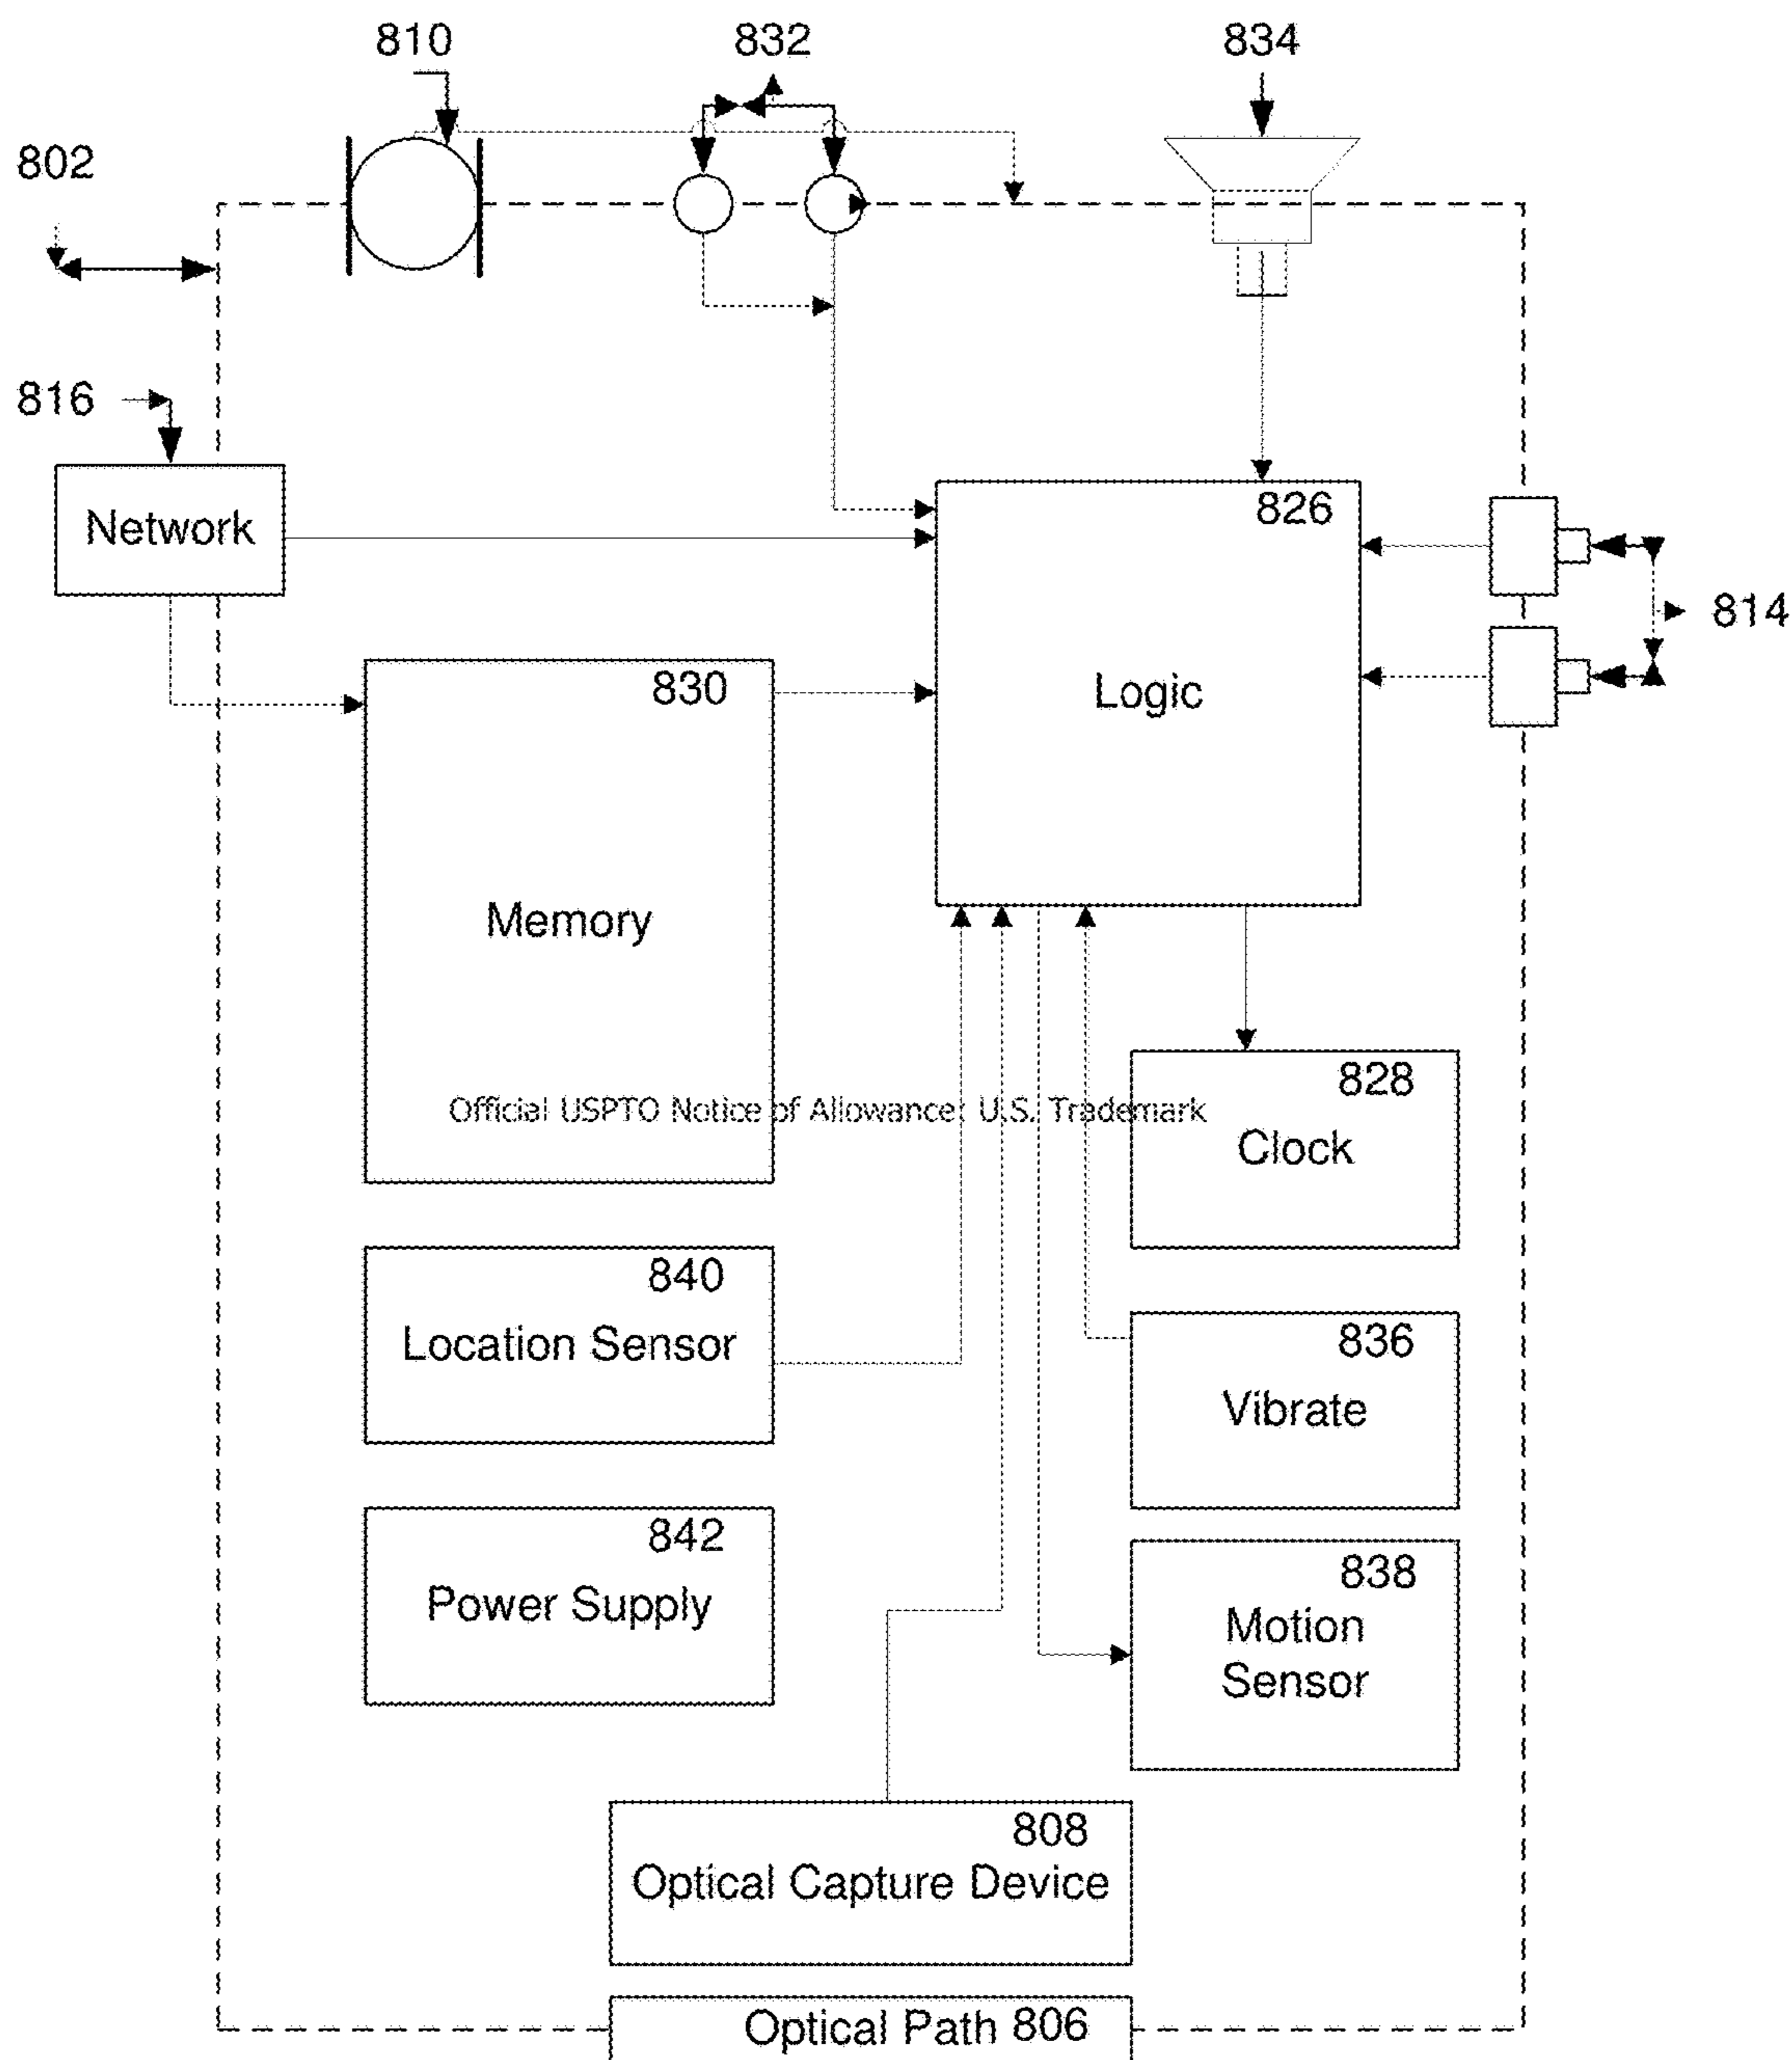 810
832
834
802
816
Network
826
Logic
814
830
Memory
Official USPTO Notice of Allowance: U.S. Trademark
828
Clock
840
Location Sensor
836
Vibrate
842
Power Supply
838
Motion
Sensor
808
Optical Capture Device
Optical Path 806